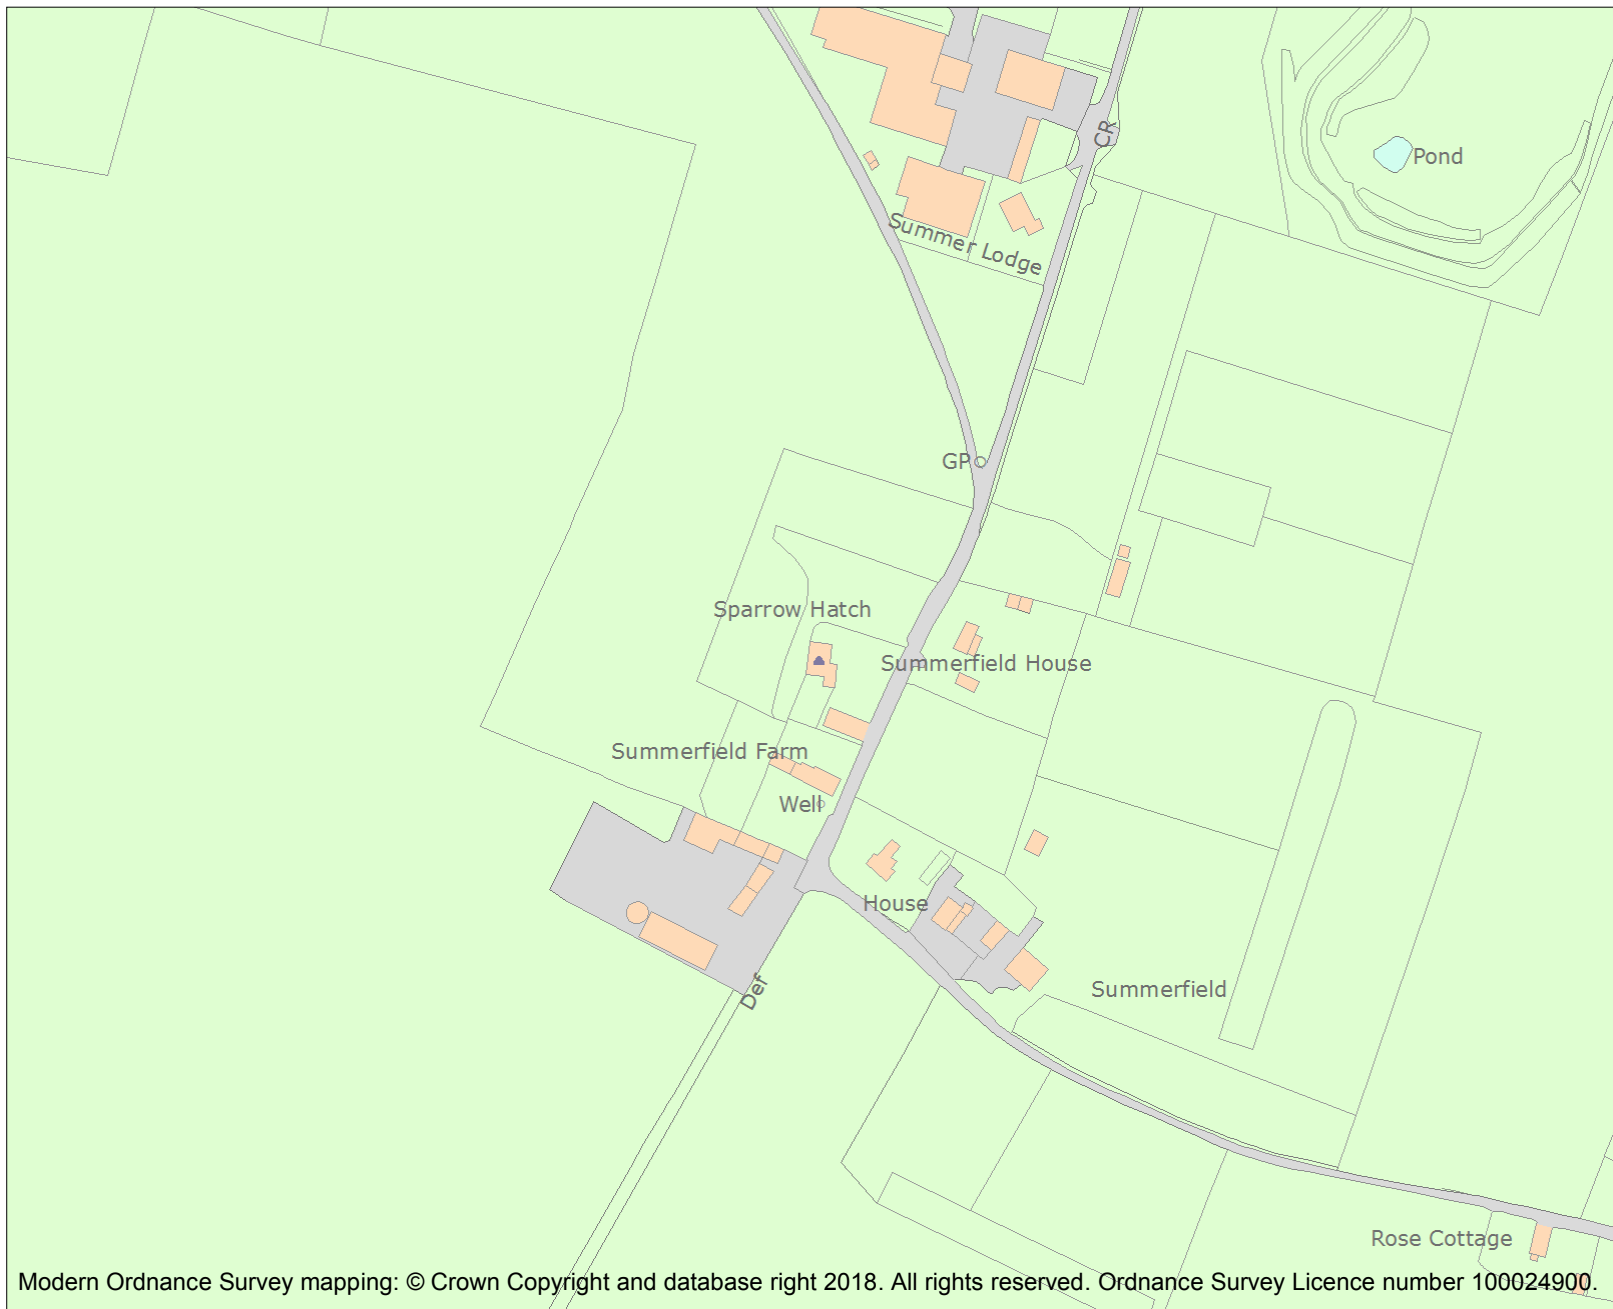 CR
Pond
Summer Lodge
GP
Sparrow Hatch
Summerfield House
Summerfield Farm
Well
House
Def
Summerfield
Rose Cottage
Modern Ordnance Survey mapping: © Crown Copyright and database right 2018. All rights reserved. Ordnance Survey Licence number 100024900.